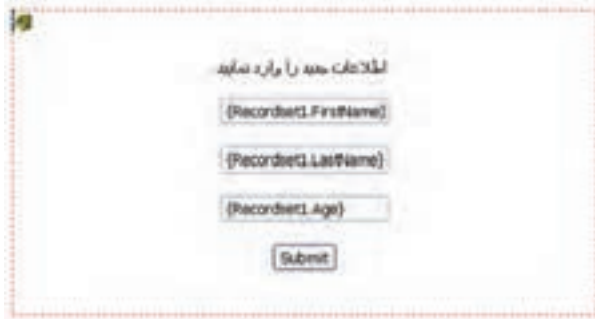 اطلاعات جدید را وارد نمایید
{Recordset1.FirstName}
{Recordset1.LastName}
{Recordset1.Age}
Submit